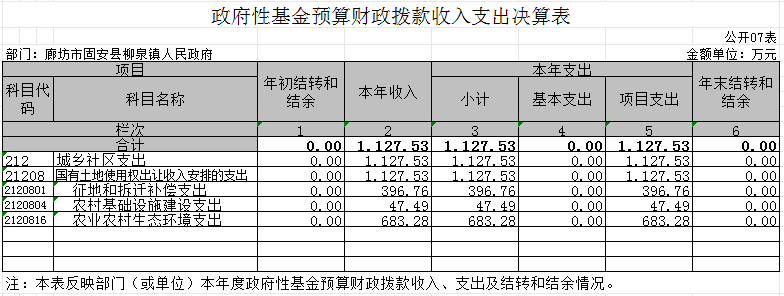 政府性基金预算财政拨款收入支出决算表
公开07表
部门：廊坊市固安县柳泉镇人民政府 金额单位：万元
项目 年初结转和结余 本年收入 本年支出 年末结转和结余
科目代码 科目名称 小计 基本支出 项目支出
栏次 1 2 3 4 5 6
合计 0.00 1,127.53 1,127.53 0.00 1,127.53 0.00
212 城乡社区支出 0.00 1,127.53 1,127.53 0.00 1,127.53 0.00
21208 国有土地使用权出让收入安排的支出 0.00 1,127.53 1,127.53 0.00 1,127.53 0.00
2120801 征地和拆迁补偿支出 0.00 396.76 396.76 0.00 396.76 0.00
2120804 农村基础设施建设支出 0.00 47.49 47.49 0.00 47.49 0.00
2120816 农业农村生态环境支出 0.00 683.28 683.28 0.00 683.28 0.00
注：本表反映部门（或单位）本年度政府性基金预算财政拨款收入、支出及结转和结余情况。